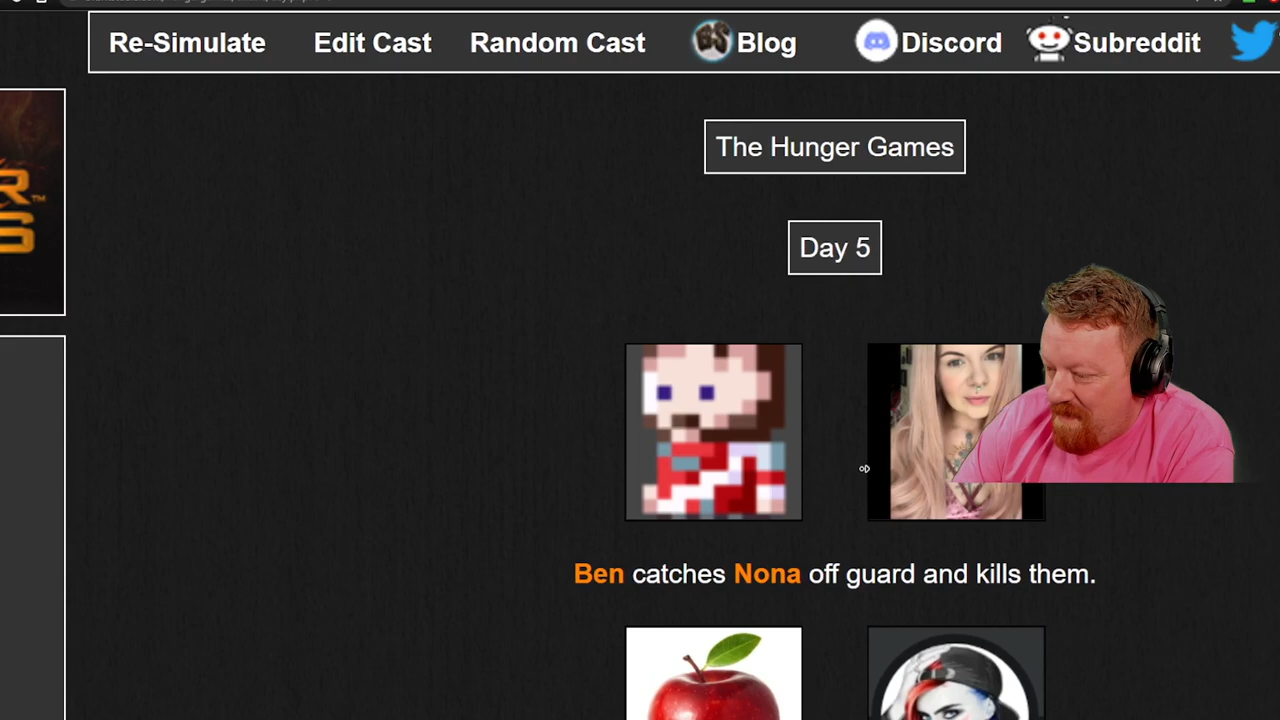 Re-Simulate Edit Cast Random Cast BS Blog Discord Subreddit
The Hunger Games
Day 5
Ben catches Nona off guard and kills them.